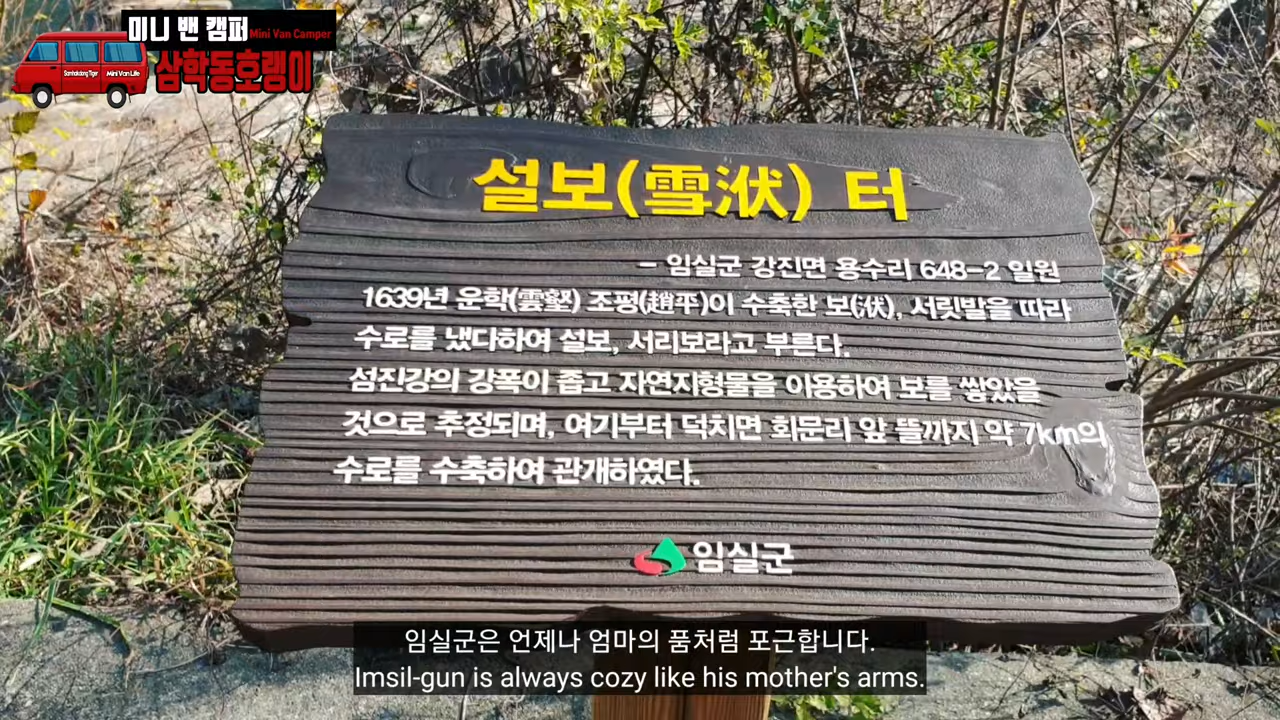 미니 밴 캠퍼 Mini Van Camper
삼학동호랭이
Samhakdong Tiger Mini Van Life
설보(雪洑) 터
- 임실군 강진면 용수리 648-2 일원
1639년 운학(雲壑) 조평(趙平)이 수축한 보(洑), 서릿발을 따라
수로를 냈다하여 설보, 서리보라고 부른다.
섬진강의 강폭이 좁고 자연지형물을 이용하여 보를 쌓았을
것으로 추정되며, 여기부터 덕치면 회문리 앞 뜰까지 약 7km의
수로를 수축하여 관개하였다.
임실군
임실군은 언제나 엄마의 품처럼 포근합니다.
Imsil-gun is always cozy like his mother's arms.